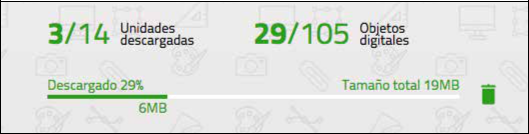 3/14 Unidades descargadas
29/105 Objetos digitales
Descargado 29%
Tamaño total 19MB
6MB